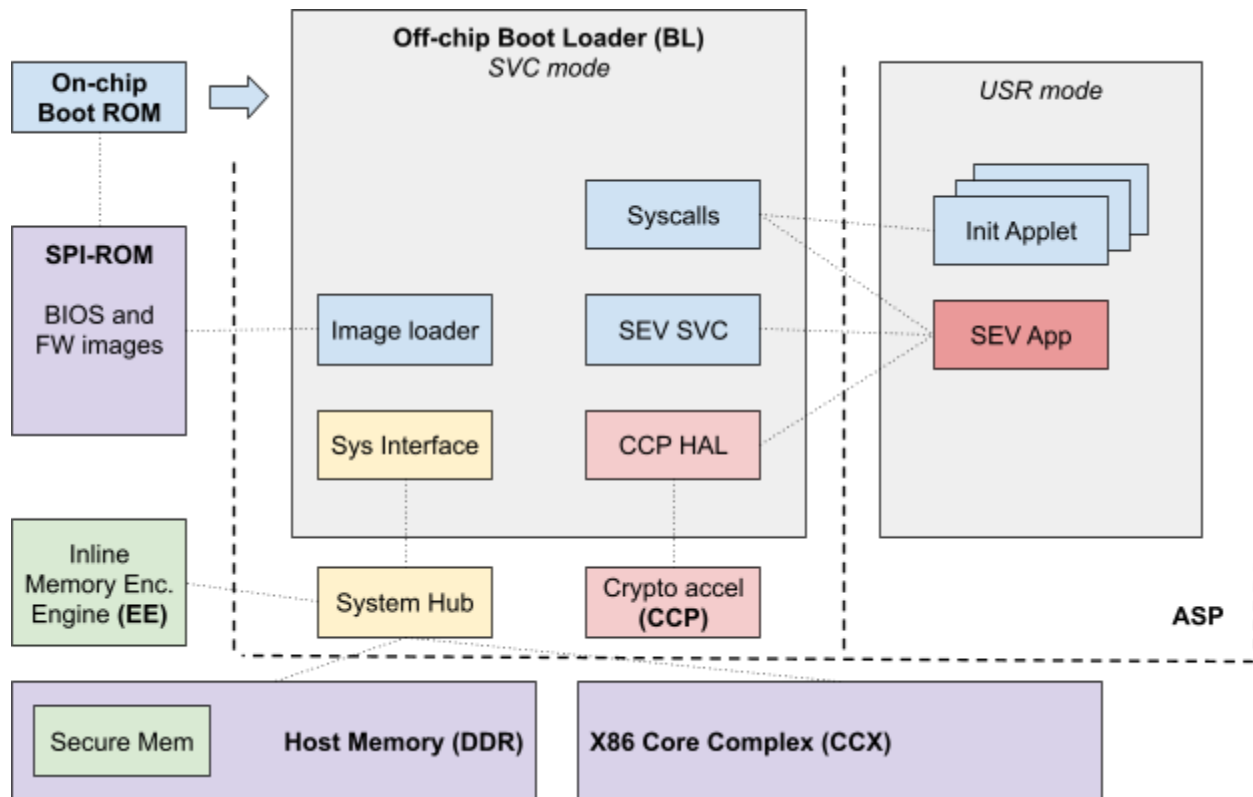 Off-chip Boot Loader (BL)
SVC mode
On-chip
Boot ROM
USR mode
Syscalls
Init Applet
SPI-ROM
BIOS and
FW images
Image loader
SEV SVC
SEV App
Sys Interface
CCP HAL
Inline
Memory Enc.
Engine (EE)
System Hub
Crypto accel
(CCP)
ASP
Secure Mem
Host Memory (DDR)
X86 Core Complex (CCX)